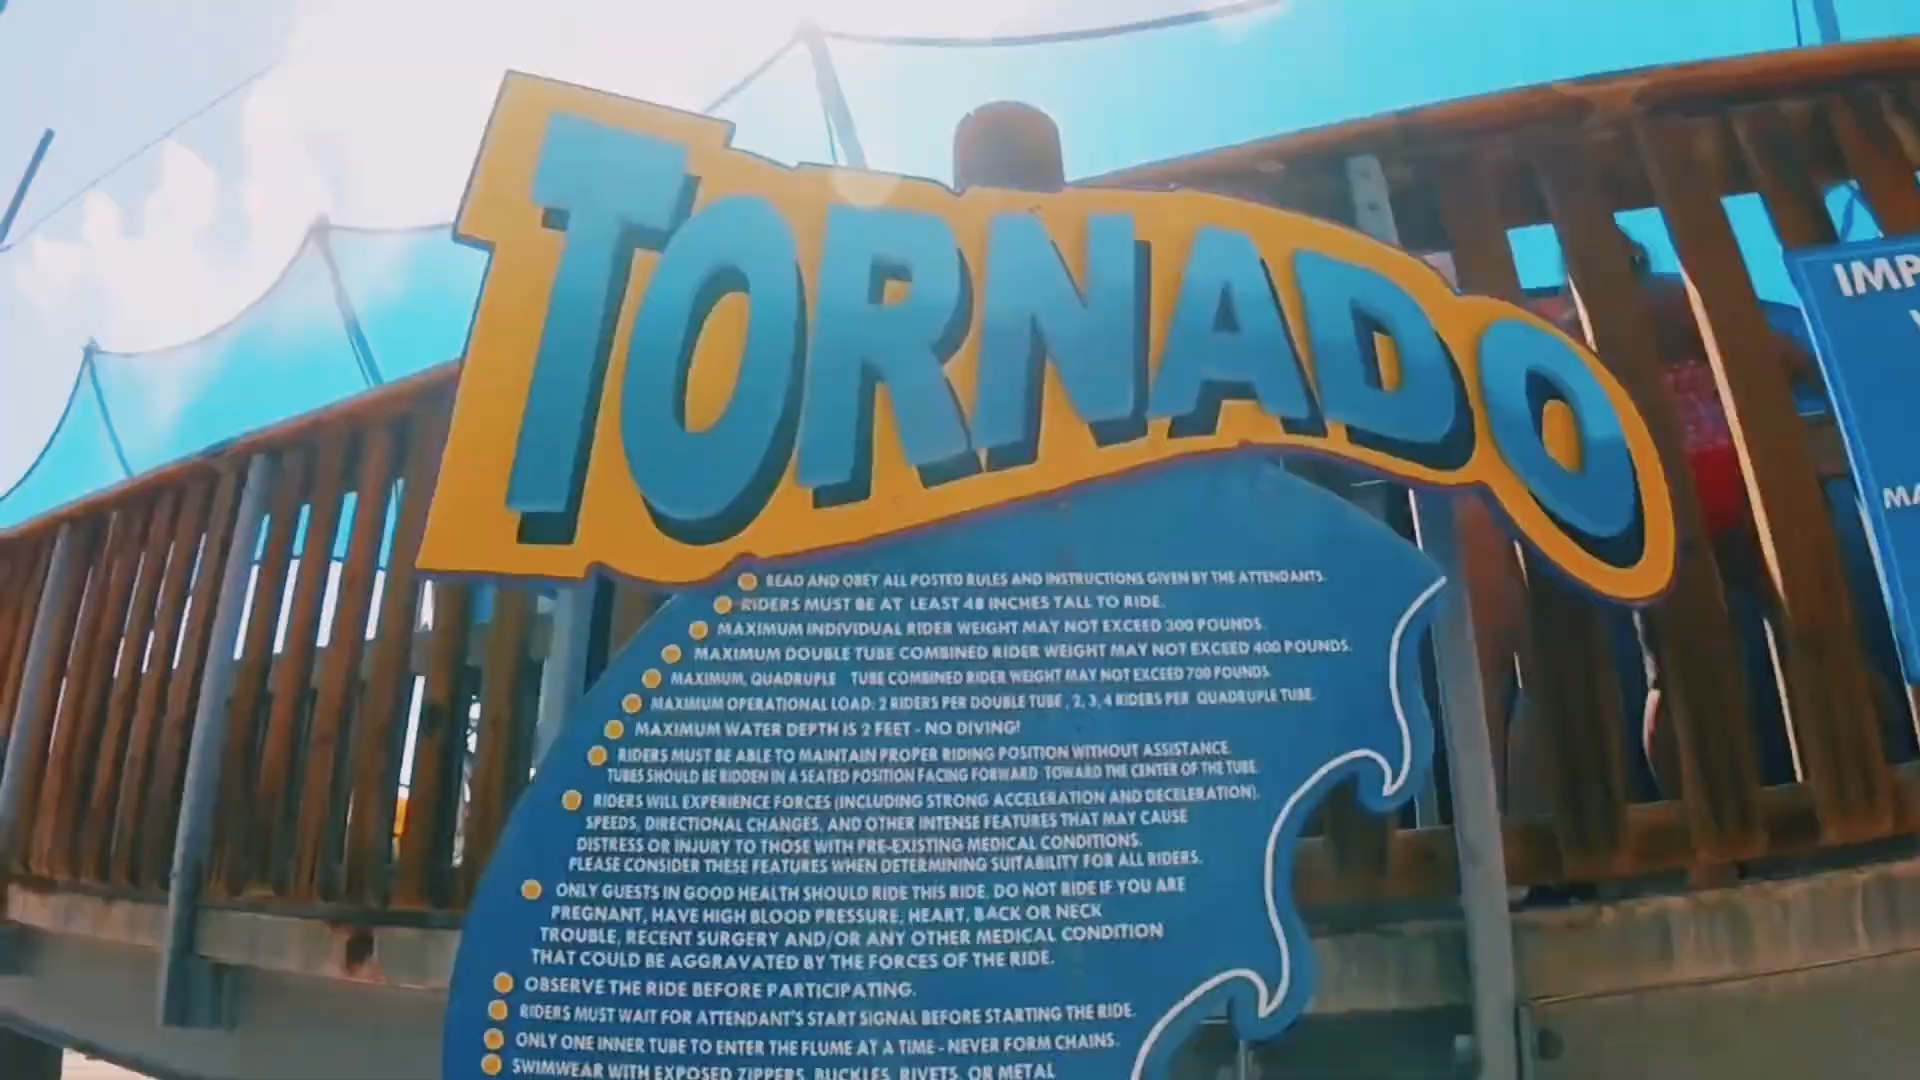 TORNADO
READ AND OBEY ALL POSTED RULES AND INSTRUCTIONS GIVEN BY THE ATTENDANTS.
RIDERS MUST BE AT LEAST 48 INCHES TALL TO RIDE.
MAXIMUM INDIVIDUAL RIDER WEIGHT MAY NOT EXCEED 300 POUNDS.
MAXIMUM DOUBLE TUBE COMBINED RIDER WEIGHT MAY NOT EXCEED 400 POUNDS.
MAXIMUM, QUADRUPLE TUBE COMBINED RIDER WEIGHT MAY NOT EXCEED 700 POUNDS.
MAXIMUM OPERATIONAL LOAD: 2 RIDERS PER DOUBLE TUBE, 2, 3, 4 RIDERS PER QUADRUPLE TUBE.
MAXIMUM WATER DEPTH IS 2 FEET - NO DIVING!
RIDERS MUST BE ABLE TO MAINTAIN PROPER RIDING POSITION WITHOUT ASSISTANCE.
TUBES SHOULD BE RIDDEN IN A SEATED POSITION FACING FORWARD TOWARD THE CENTER OF THE TUBE.
RIDERS WILL EXPERIENCE FORCES (INCLUDING STRONG ACCELERATION AND DECELERATION).
SPEEDS, DIRECTIONAL CHANGES, AND OTHER INTENSE FEATURES THAT MAY CAUSE
DISTRESS OR INJURY TO THOSE WITH PRE-EXISTING MEDICAL CONDITIONS.
PLEASE CONSIDER THESE FEATURES WHEN DETERMINING SUITABILITY FOR ALL RIDERS.
ONLY GUESTS IN GOOD HEALTH SHOULD RIDE THIS RIDE. DO NOT RIDE IF YOU ARE
PREGNANT, HAVE HIGH BLOOD PRESSURE, HEART, BACK OR NECK
TROUBLE, RECENT SURGERY AND/OR ANY OTHER MEDICAL CONDITION
THAT COULD BE AGGRAVATED BY THE FORCES OF THE RIDE.
OBSERVE THE RIDE BEFORE PARTICIPATING.
RIDERS MUST WAIT FOR ATTENDANT'S START SIGNAL BEFORE STARTING THE RIDE.
ONLY ONE INNER TUBE TO ENTER THE FLUME AT A TIME - NEVER FORM CHAINS.
SWIMWEAR WITH EXPOSED ZIPPERS, BUCKLES, RIVETS, OR METAL
IMP
MA